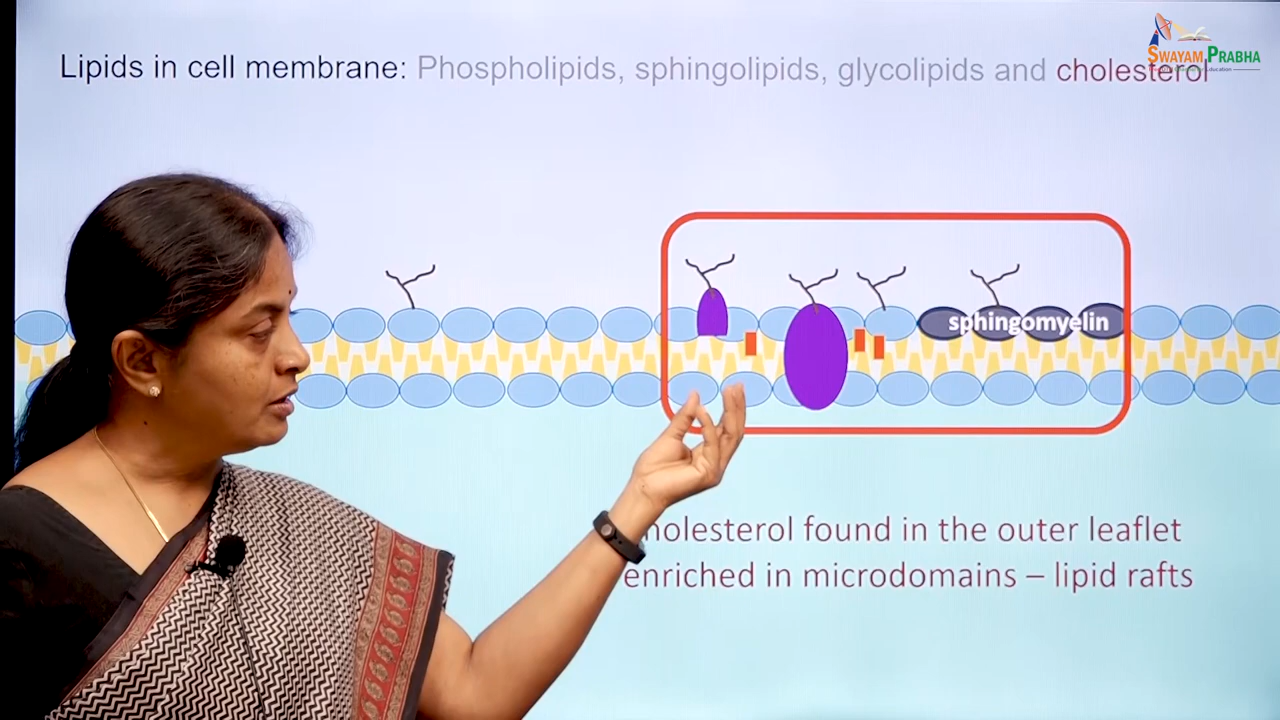 SWAYAM PRABHA
Lipids in cell membrane: Phospholipids, sphingolipids, glycolipids and cholesterol
sphingomyelin
found in the outer leaflet
enriched in microdomains – lipid rafts